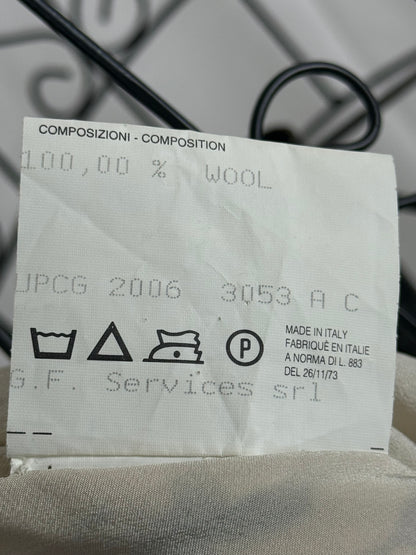 COMPOSIZIONI - COMPOSITION
100,00 % WOOL
UPCG 2006 3053 A C
P
MADE IN ITALY
FABRIQUÈ EN ITALIE
A NORMA DI L. 883
DEL 26/11/73
G.F. Services srl